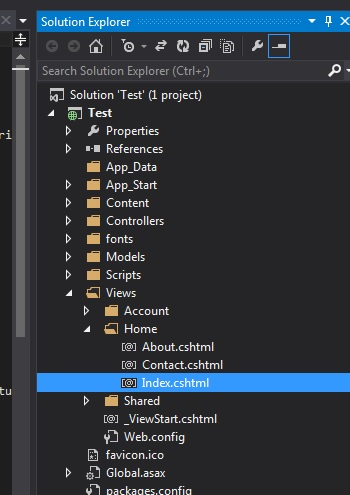 Solution Explorer
Search Solution Explorer (Ctrl+;)
ri
Solution 'Test' (1 project)
Test
Properties
References
App_Data
App_Start
Content
Controllers
fonts
Models
Scripts
Views
Account
Home
About.cshtml
Contact.cshtml
Index.cshtml
tu
Shared
_ViewStart.cshtml
Web.config
favicon.ico
Global.asax
packages.config